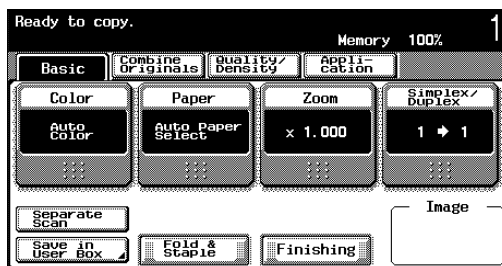 Ready to copy.
Memory 100% 1
Basic
Combine Originals
Quality/ Density
Appli- cation
Color
Paper
Zoom
Simplex/ Duplex
Auto Color
Auto Paper Select
x 1.000
1 → 1
Separate Scan
Image
Save in User Box
Fold & Staple
Finishing